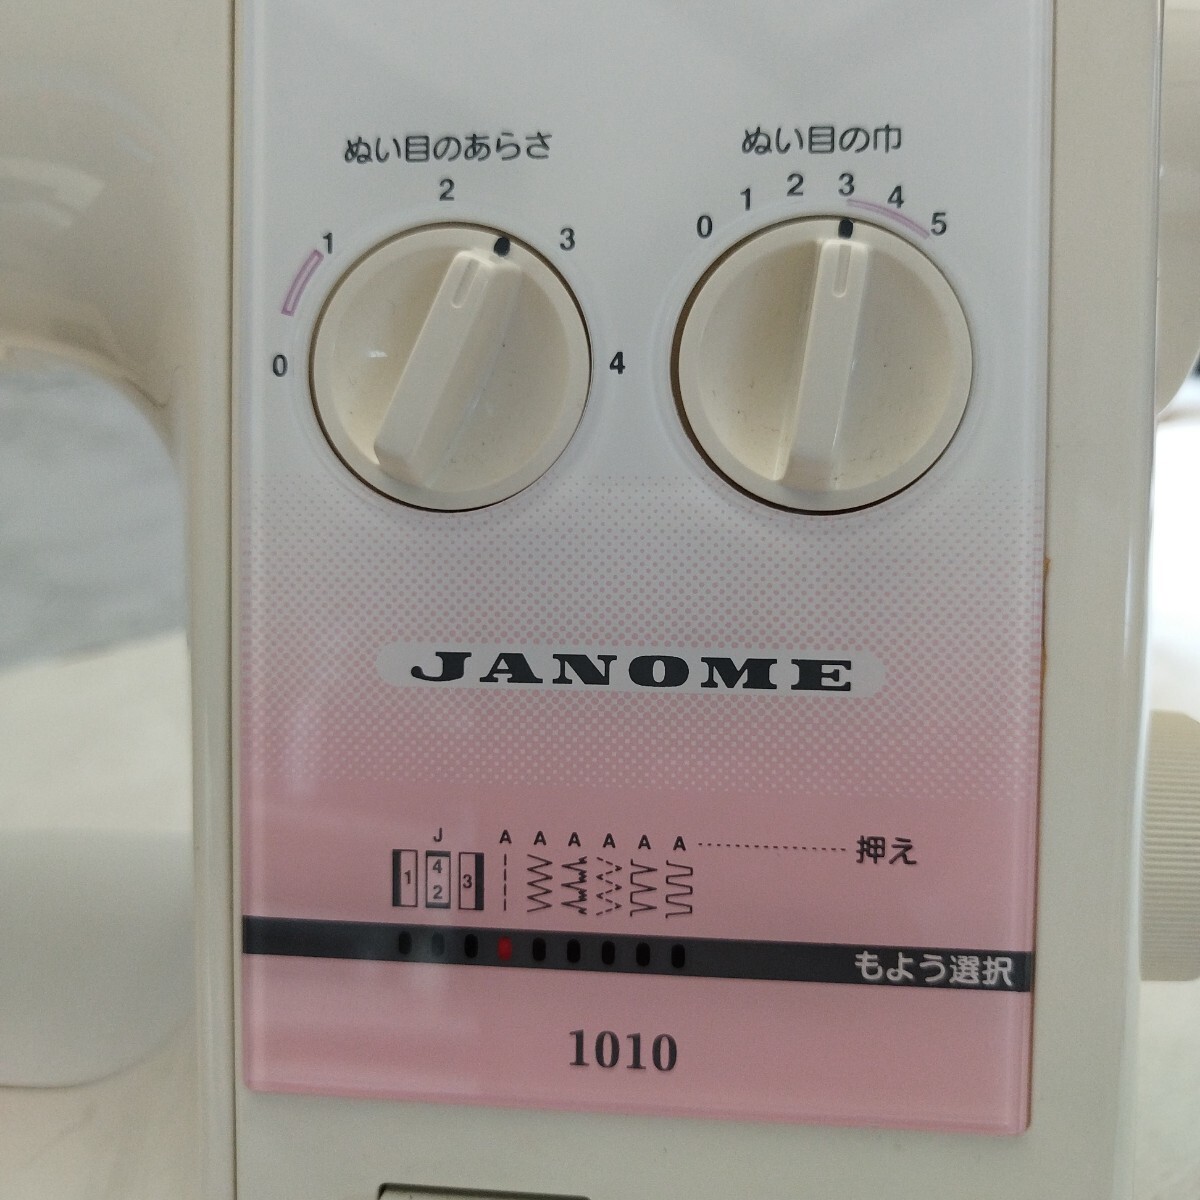 ぬい目のあらさ
0 1 2 3 4
ぬい目の巾
0 1 2 3 4 5
JANOME
J A A A A A A 押え
1 4 2 3
もよう選択
1010